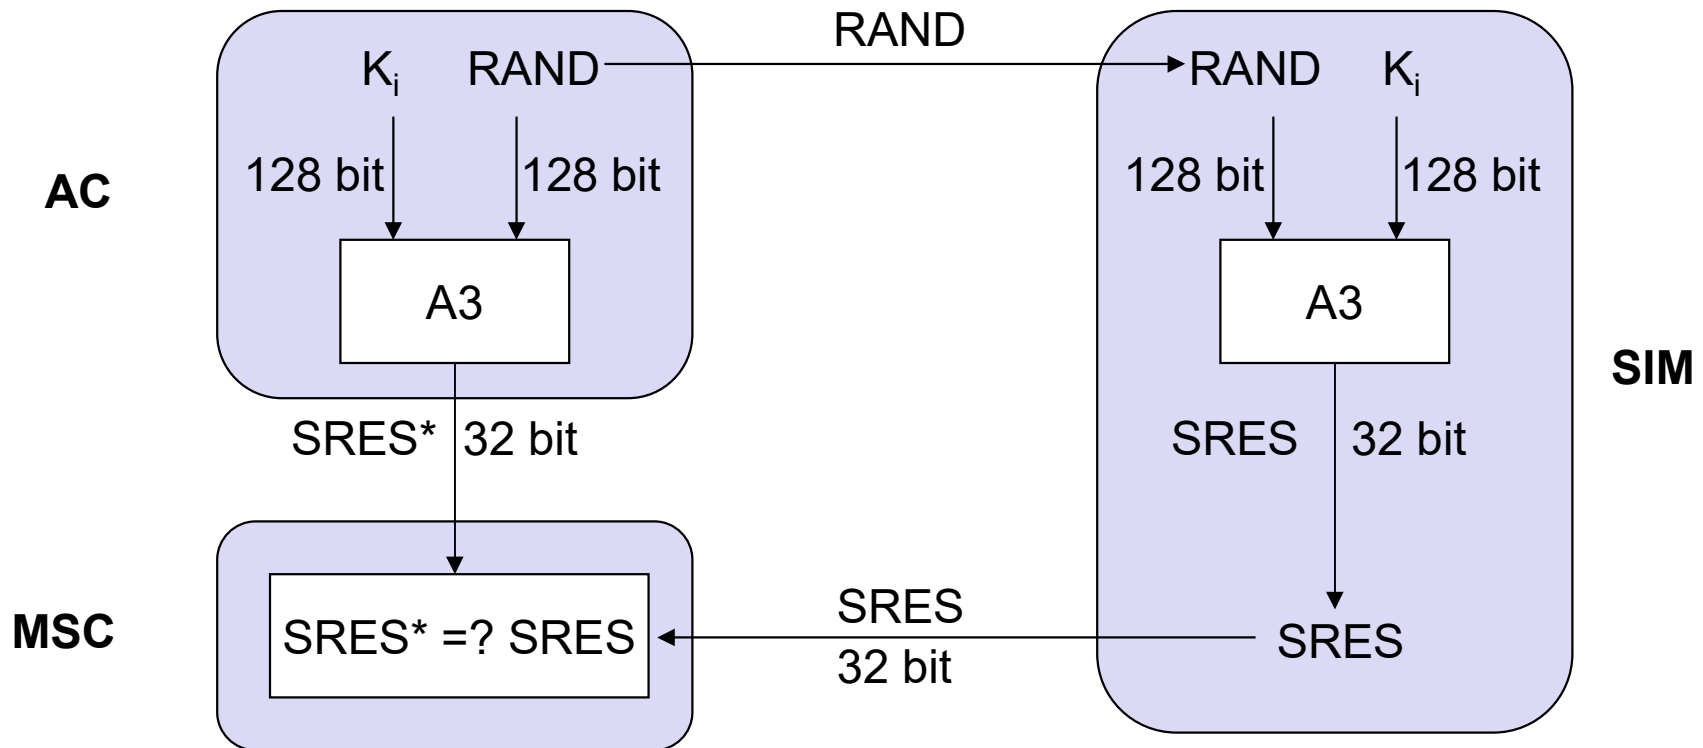 RAND
Ki RAND
RAND Ki
128 bit 128 bit
128 bit 128 bit
AC
A3
A3
SIM
SRES* 32 bit
SRES 32 bit
MSC
SRES* =? SRES
SRES
32 bit
SRES